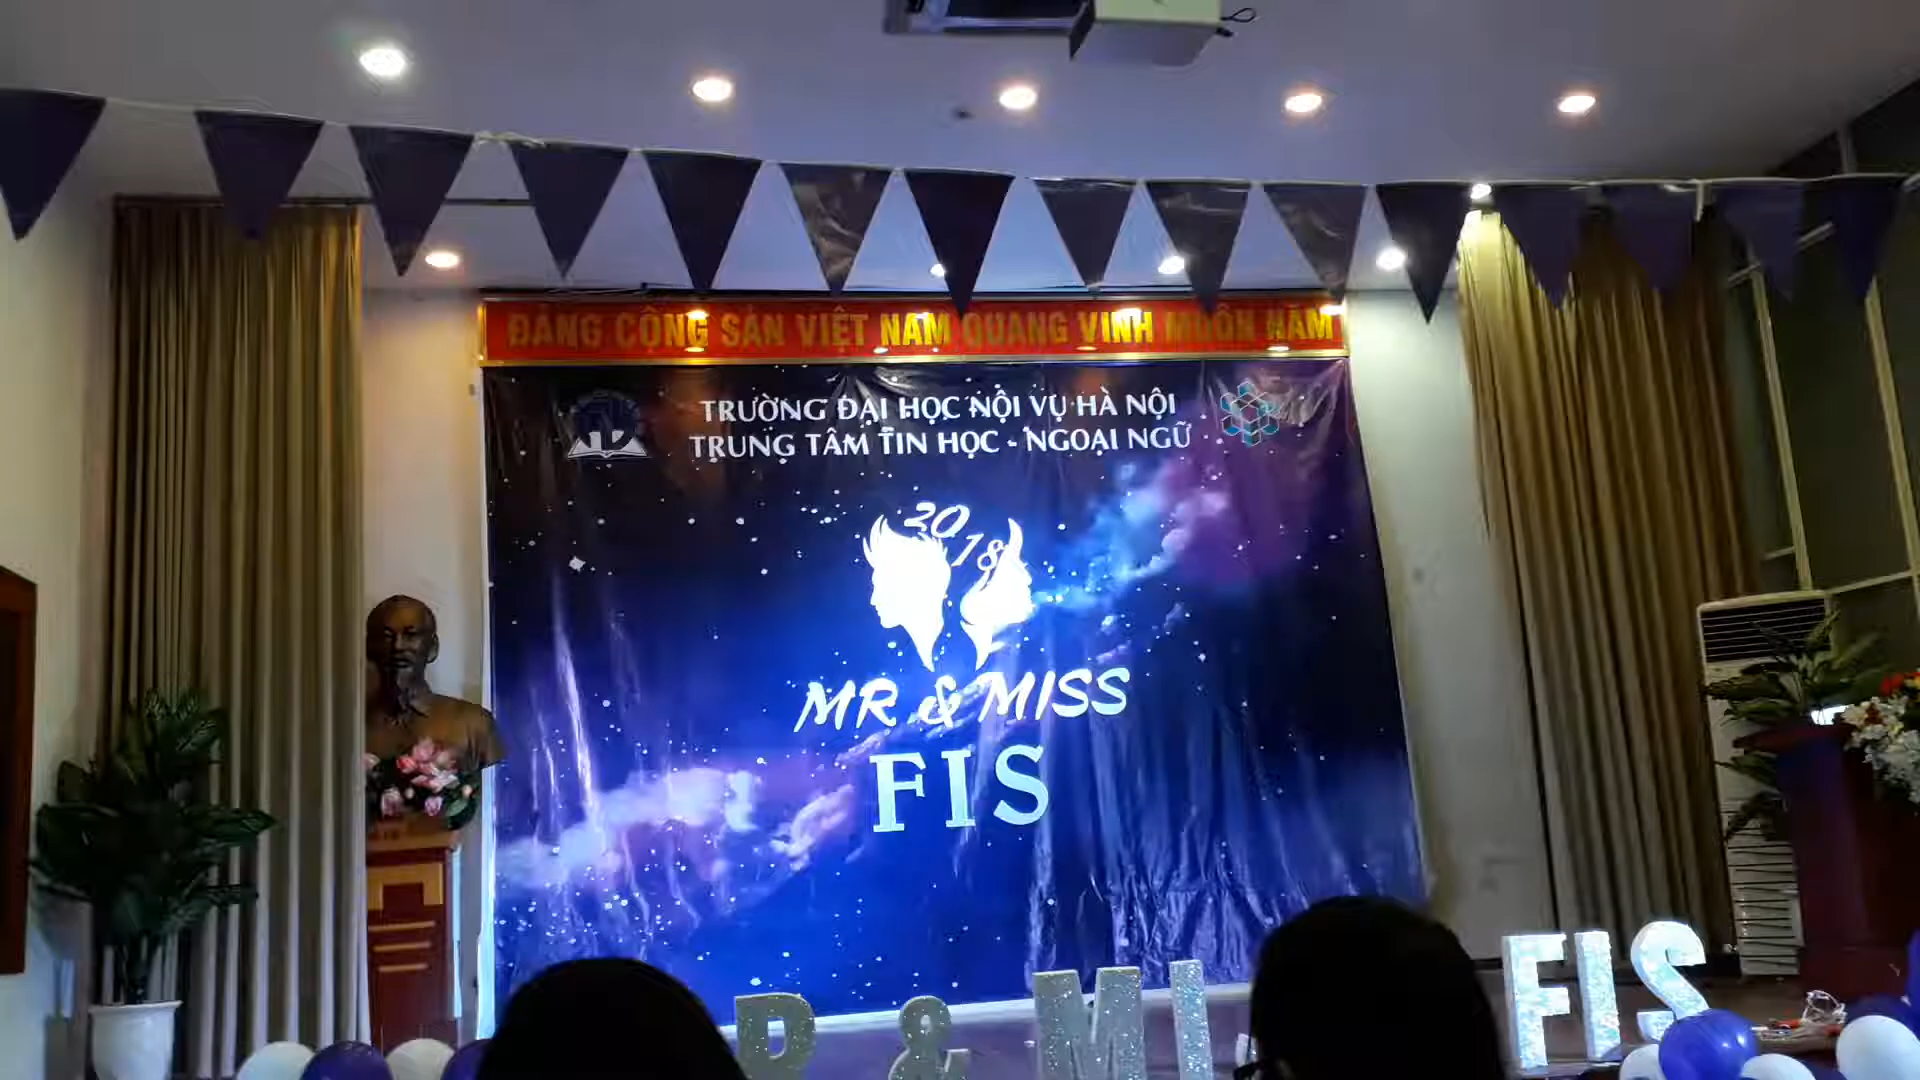 ĐẢNG CỘNG SẢN VIỆT NAM QUANG VINH MUÔN NĂM
TRƯỜNG ĐẠI HỌC NỘI VỤ HÀ NỘI
TRUNG TÂM TIN HỌC - NGOẠI NGỮ
2018
MR & MISS
FIS
R & MI
FIS